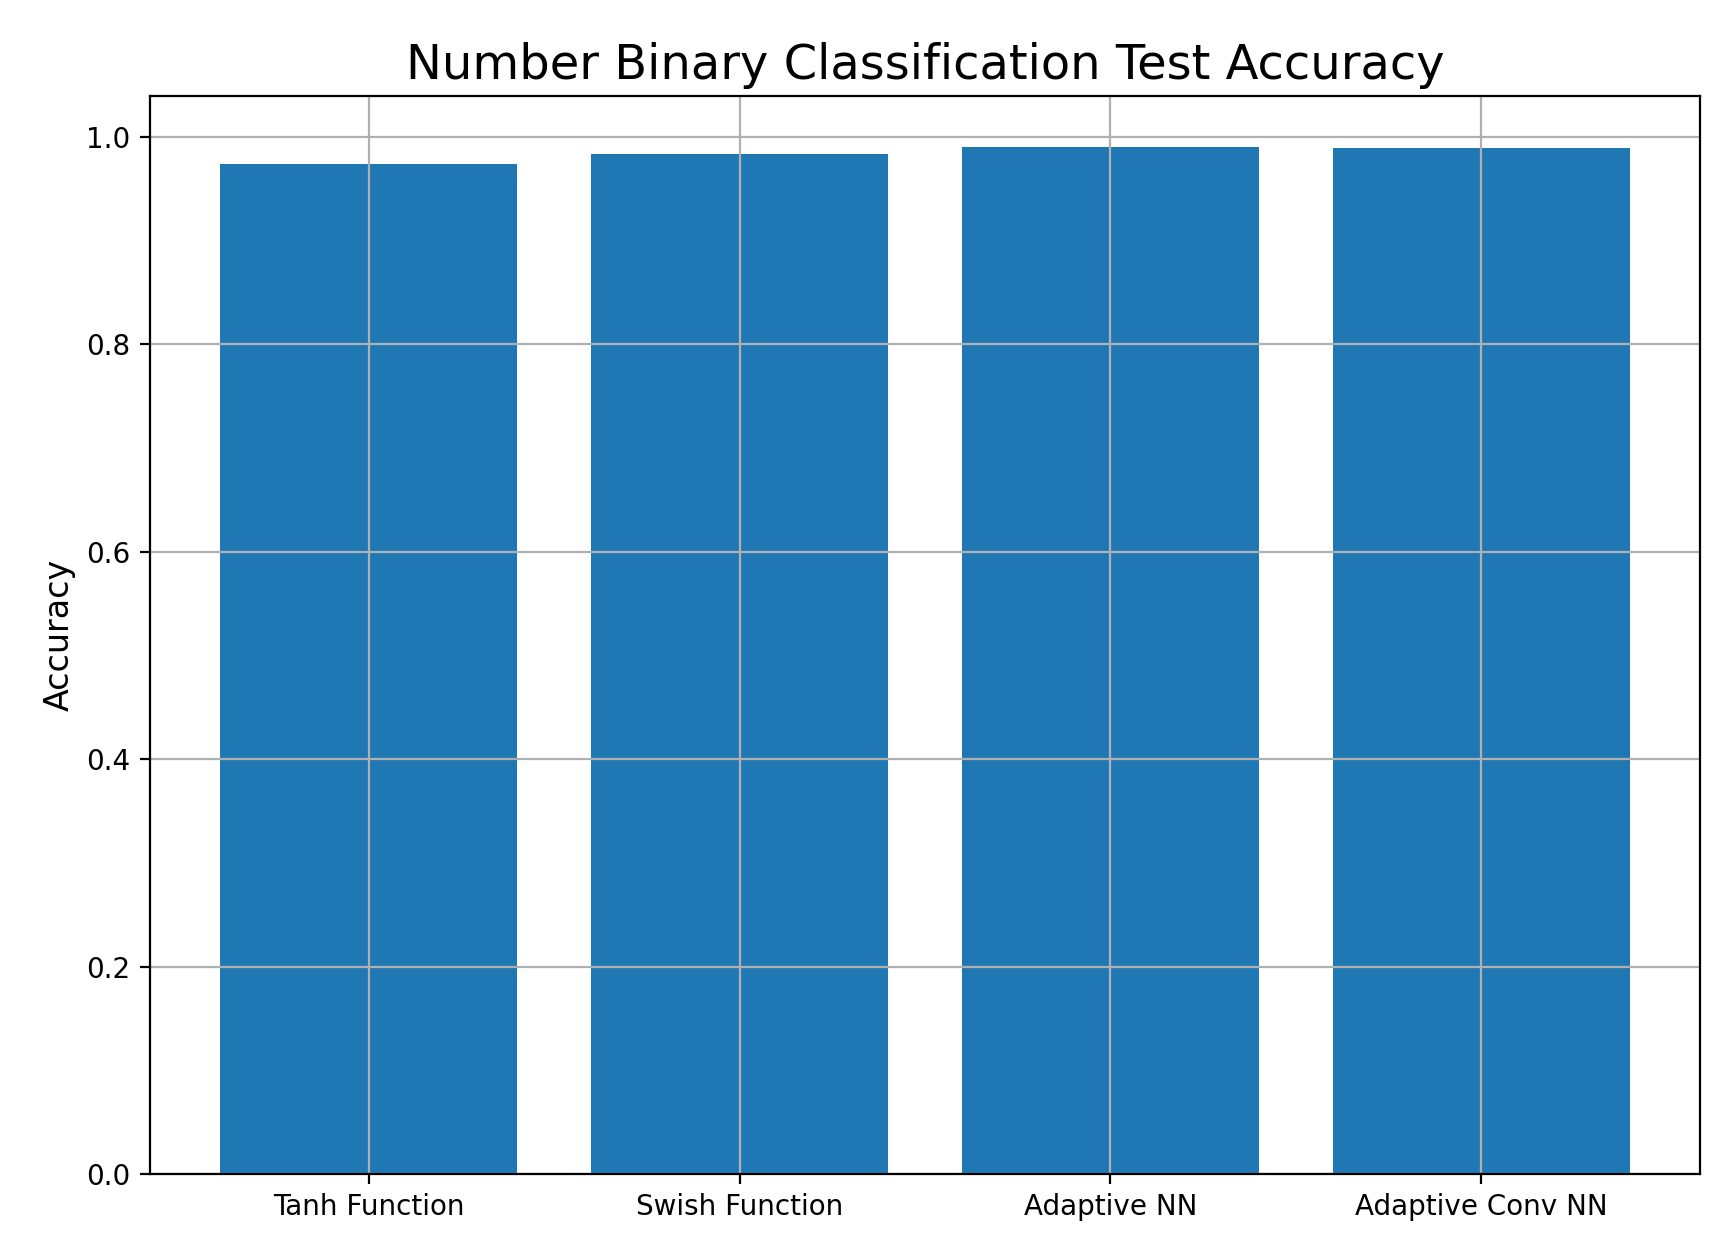 Number Binary Classification Test Accuracy
Accuracy
1.0
0.8
0.6
0.4
0.2
0.0
Tanh Function
Swish Function
Adaptive NN
Adaptive Conv NN